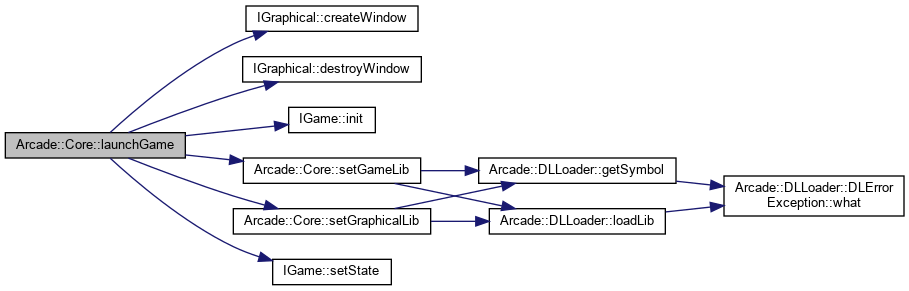 IGraphical::createWindow
IGraphical::destroyWindow
IGame::init
Arcade::Core::launchGame
Arcade::Core::setGameLib
Arcade::DLLoader::getSymbol
Arcade::DLLoader::DLError
Exception::what
Arcade::Core::setGraphicalLib
Arcade::DLLoader::loadLib
IGame::setState